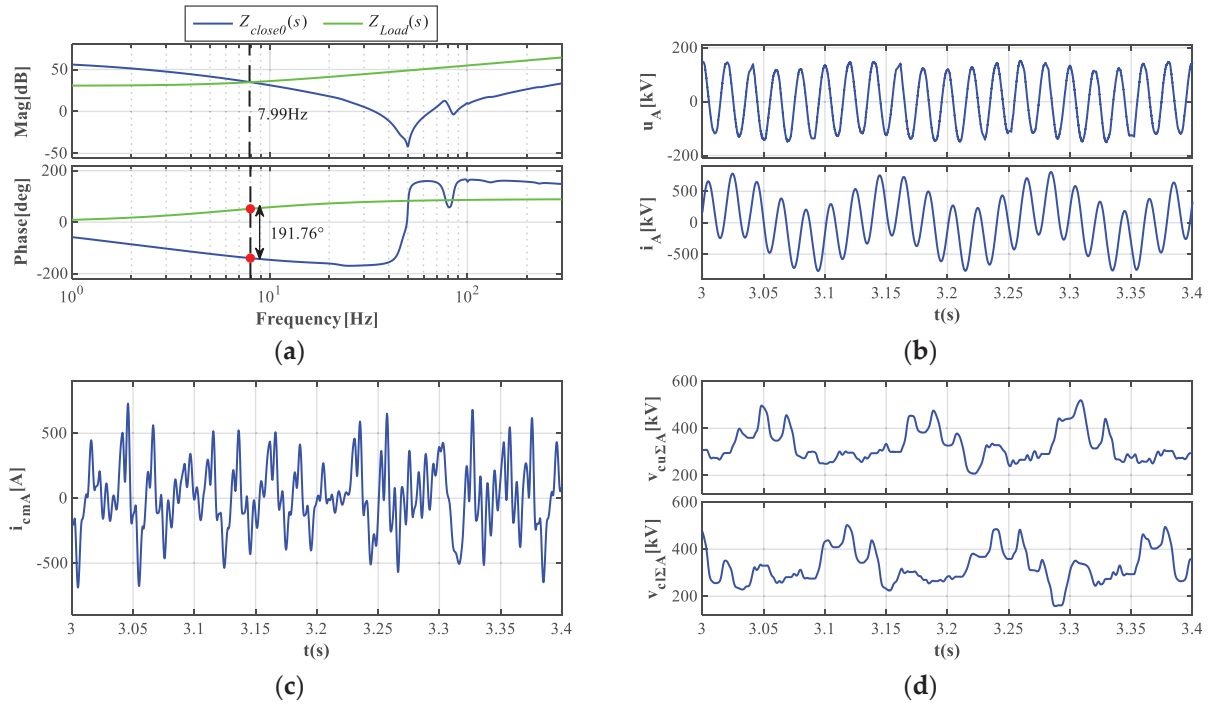 Z_close0(s) Z_Load(s)
Mag[dB]
50
0
-50
7.99Hz
Phase[deg]
200
0
-200
191.76°
10^0 10^1 10^2
Frequency[Hz]
(a)
u_A[kV]
200
0
-200
i_A[kV]
500
0
-500
3 3.05 3.1 3.15 3.2 3.25 3.3 3.35 3.4
t(s)
(b)
i_cmA[A]
500
0
-500
3 3.05 3.1 3.15 3.2 3.25 3.3 3.35 3.4
t(s)
(c)
v_cuΣA[kV]
600
400
200
v_clΣA[kV]
600
400
200
3 3.05 3.1 3.15 3.2 3.25 3.3 3.35 3.4
t(s)
(d)